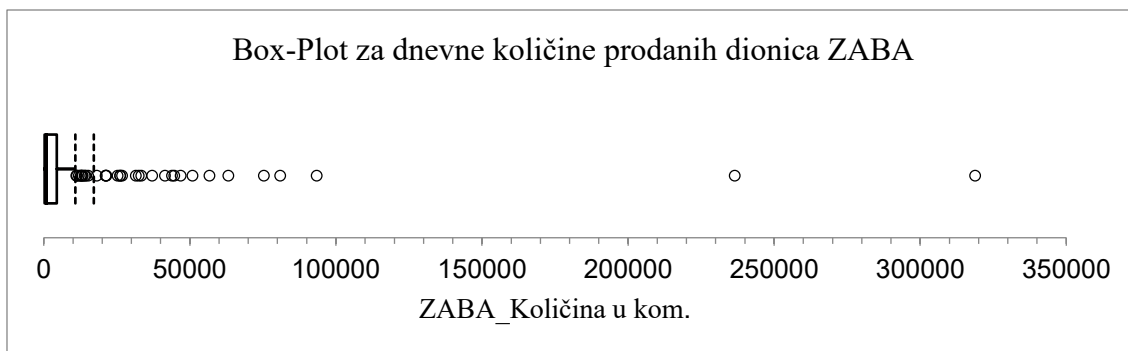 Box-Plot za dnevne količine prodanih dionica ZABA
0 50000 100000 150000 200000 250000 300000 350000
ZABA_Količina u kom.